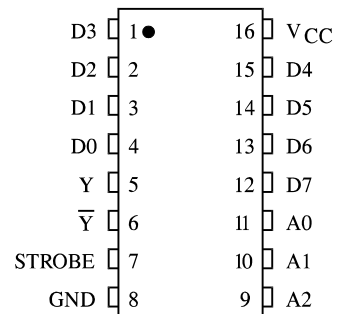 D3 1 16 VCC
D2 2 15 D4
D1 3 14 D5
D0 4 13 D6
Y 5 12 D7
Y̅ 6 11 A0
STROBE 7 10 A1
GND 8 9 A2